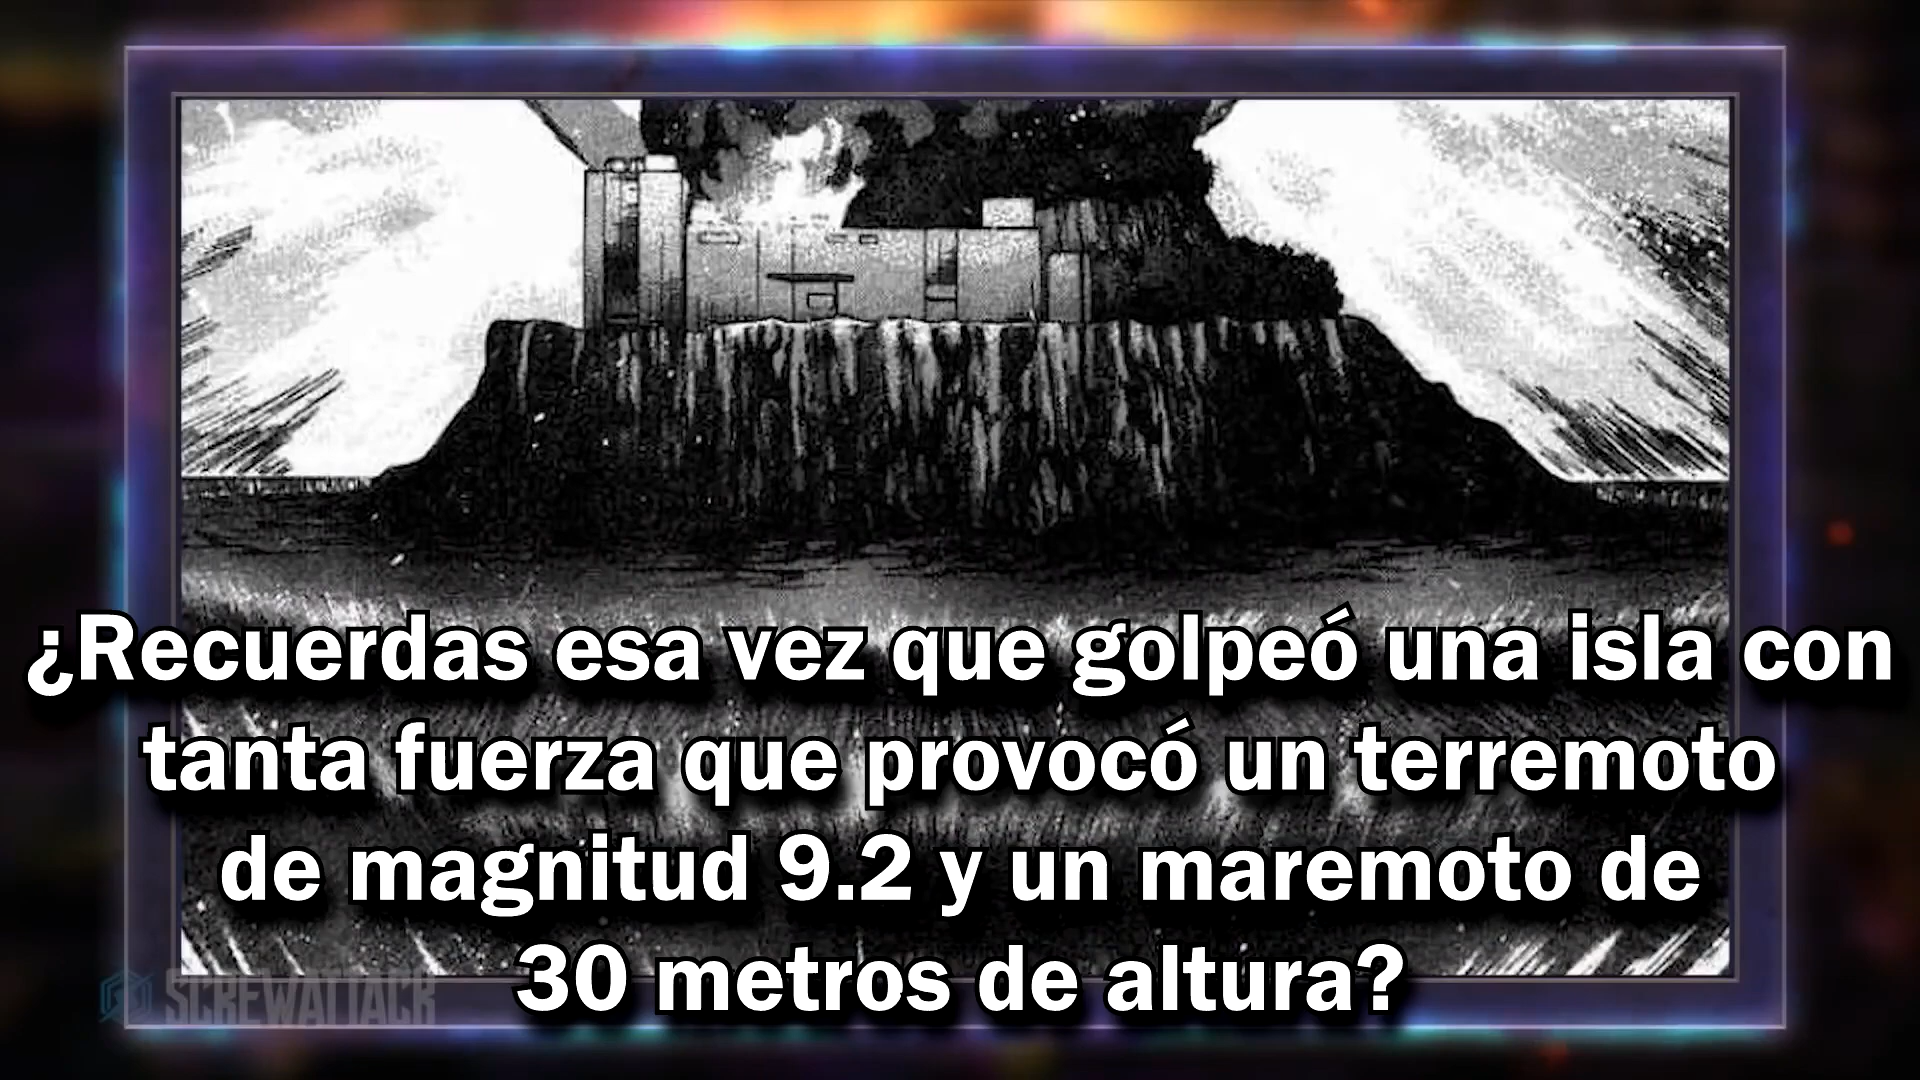 ¿Recuerdas esa vez que golpeó una isla con
tanta fuerza que provocó un terremoto
de magnitud 9.2 y un maremoto de
30 metros de altura?
SCREWATTACK